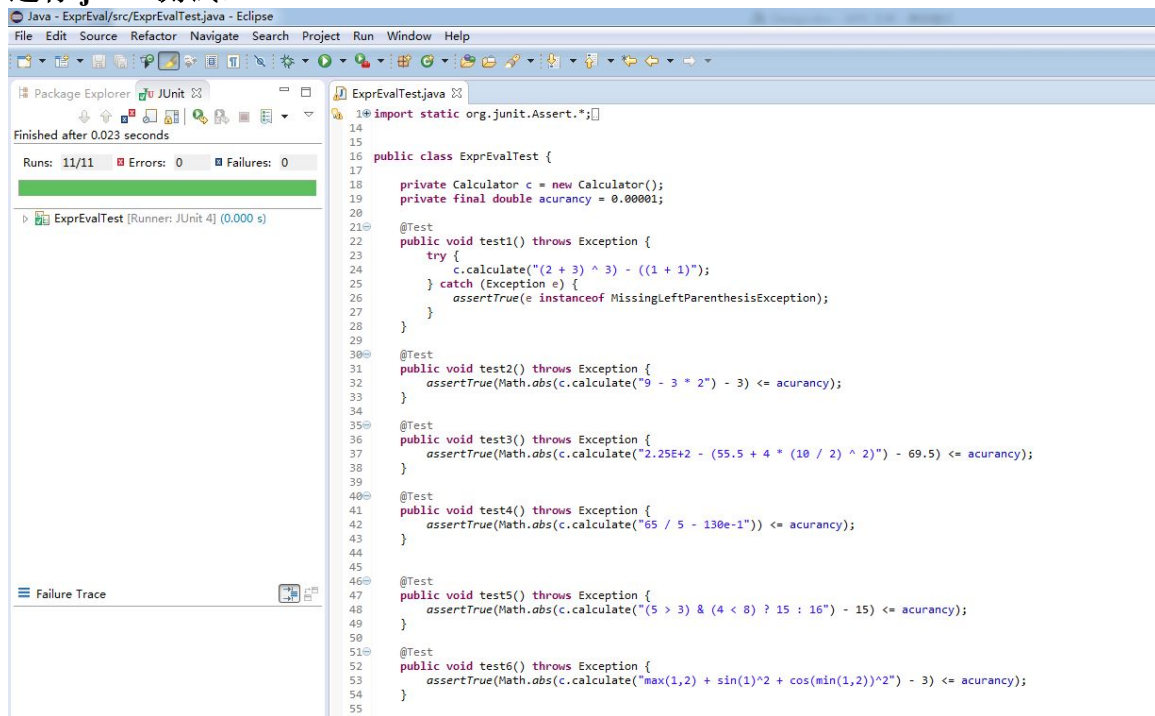 Java - ExprEval/src/ExprEvalTest.java - Eclipse
File Edit Source Refactor Navigate Search Project Run Window Help
Package Explorer JUnit
ExprEvalTest.java
Finished after 0.023 seconds
Runs: 11/11 Errors: 0 Failures: 0
ExprEvalTest [Runner: JUnit 4] (0.000 s)
Failure Trace
1 import static org.junit.Assert.*;
14
15
16 public class ExprEvalTest {
17
18 private Calculator c = new Calculator();
19 private final double acurancy = 0.00001;
20
21 @Test
22 public void test1() throws Exception {
23 try {
24 c.calculate("(2 + 3) ^ 3) - ((1 + 1)");
25 } catch (Exception e) {
26 assertTrue(e instanceof MissingLeftParenthesisException);
27 }
28 }
29
30 @Test
31 public void test2() throws Exception {
32 assertTrue(Math.abs(c.calculate("9 - 3 * 2") - 3) <= acurancy);
33 }
34
35 @Test
36 public void test3() throws Exception {
37 assertTrue(Math.abs(c.calculate("2.25E+2 - (55.5 + 4 * (10 / 2) ^ 2)") - 69.5) <= acurancy);
38 }
39
40 @Test
41 public void test4() throws Exception {
42 assertTrue(Math.abs(c.calculate("65 / 5 - 130e-1")) <= acurancy);
43 }
44
45
46 @Test
47 public void test5() throws Exception {
48 assertTrue(Math.abs(c.calculate("(5 > 3) & (4 < 8) ? 15 : 16") - 15) <= acurancy);
49 }
50
51 @Test
52 public void test6() throws Exception {
53 assertTrue(Math.abs(c.calculate("max(1,2) + sin(1)^2 + cos(min(1,2))^2") - 3) <= acurancy);
54 }
55